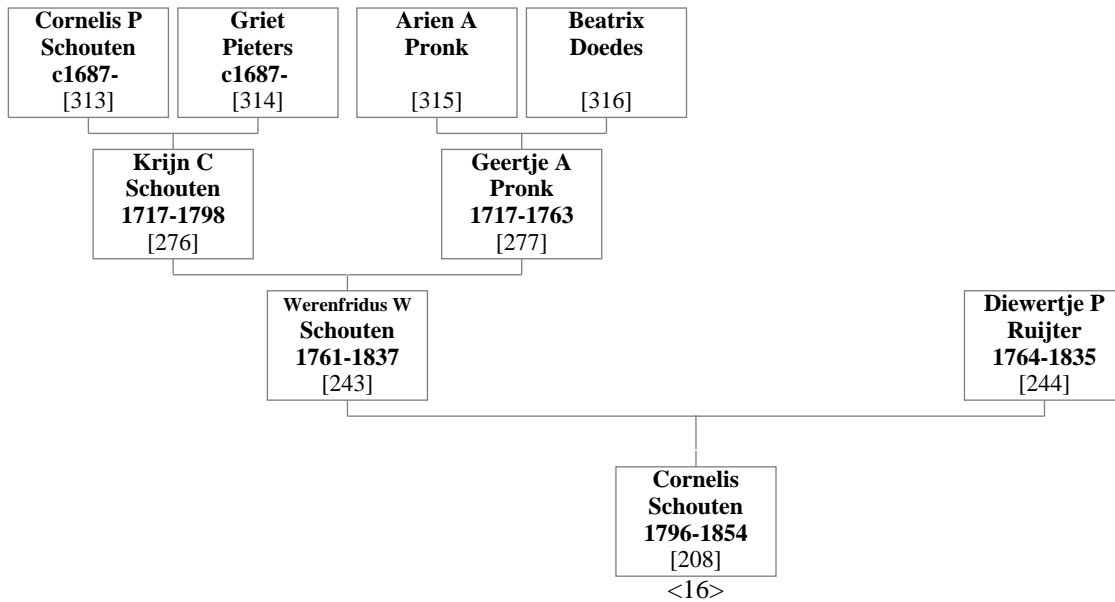 Cornelis P
Schouten
c1687-
[313]
Griet
Pieters
c1687-
[314]
Arien A
Pronk
[315]
Beatrix
Doedes
[316]
Krijn C
Schouten
1717-1798
[276]
Geertje A
Pronk
1717-1763
[277]
Werenfridus W
Schouten
1761-1837
[243]
Diewertje P
Ruijter
1764-1835
[244]
Cornelis
Schouten
1796-1854
[208]
<16>